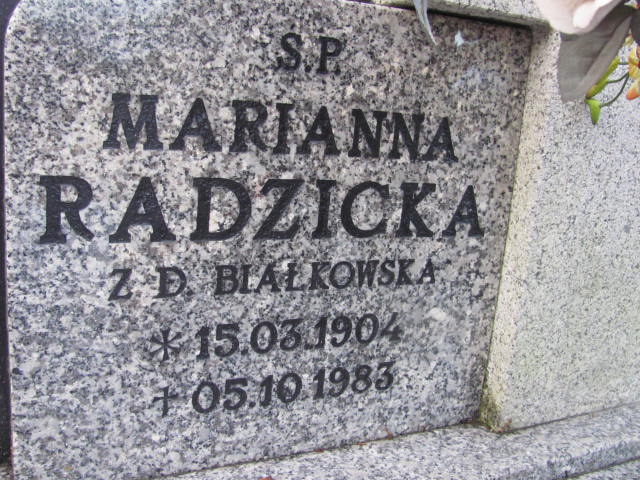 S.P.
MARIANNA
RADZICKA
Z D. BIAŁKOWSKA
* 15.03.1904
† 05.10 1983